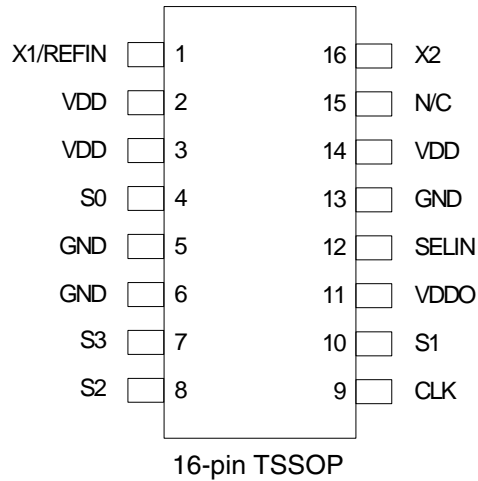 X1/REFIN 1 16 X2
VDD 2 15 N/C
VDD 3 14 VDD
S0 4 13 GND
GND 5 12 SELIN
GND 6 11 VDDO
S3 7 10 S1
S2 8 9 CLK
16-pin TSSOP